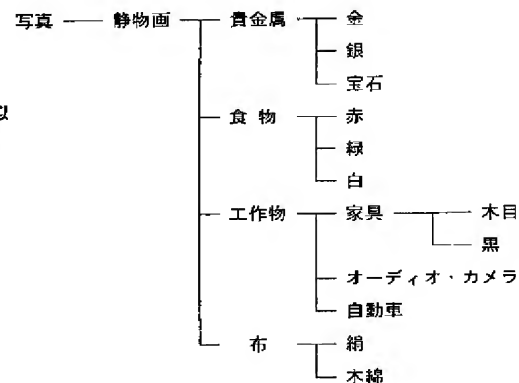 写真 静物画 貴金属 金
銀
宝石
食物 赤
緑
白
工作物 家具 木目
黒
オーディオ・カメラ
自動車
布 絹
木綿